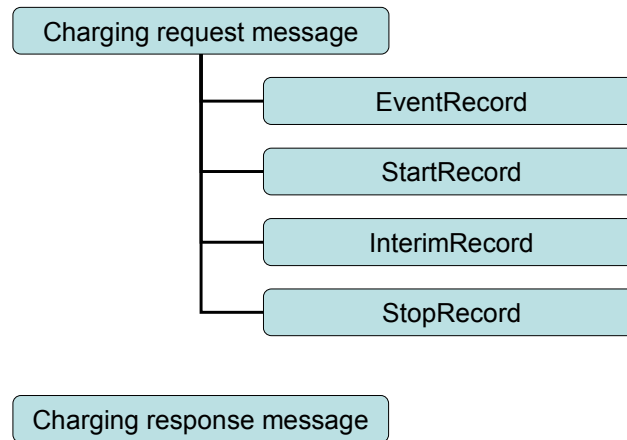 Charging request message
EventRecord
StartRecord
InterimRecord
StopRecord
Charging response message